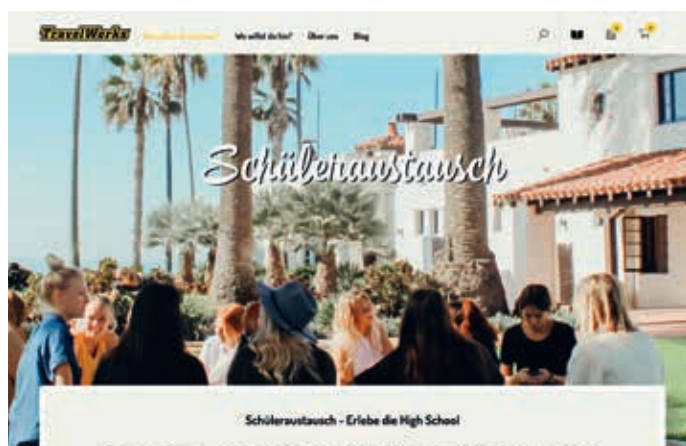 TravelWorks
Wo willst du hin? Über uns Blog
Schüleraustausch
Schüleraustausch - Erlebe die High School